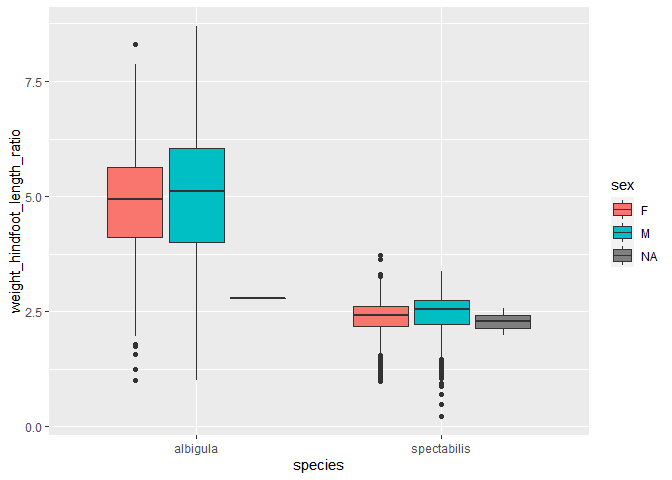 weight_hindfoot_length_ratio
7.5
5.0
2.5
0.0
albigula
spectabilis
species
sex
F
M
NA